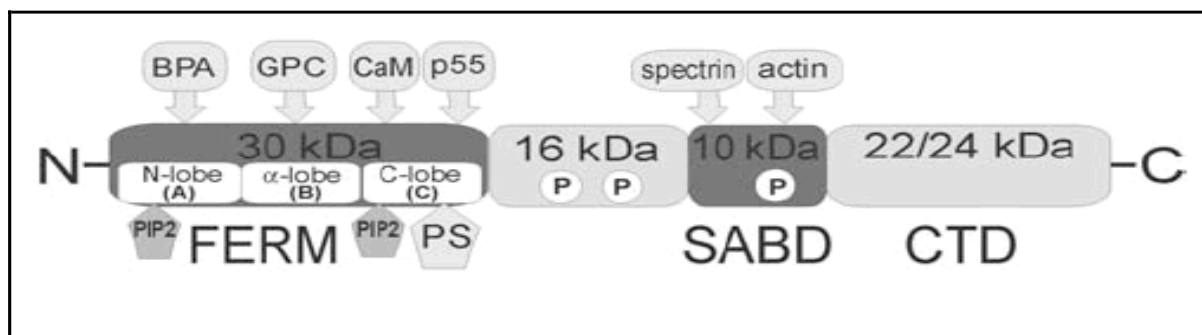 BPA GPC CaM p55 spectrin actin
N 30 kDa 16 kDa 10 kDa 22/24 kDa C
N-lobe α-lobe C-lobe P P P
(A) (B) (C)
PIP2 FERM PIP2 PS SABD CTD